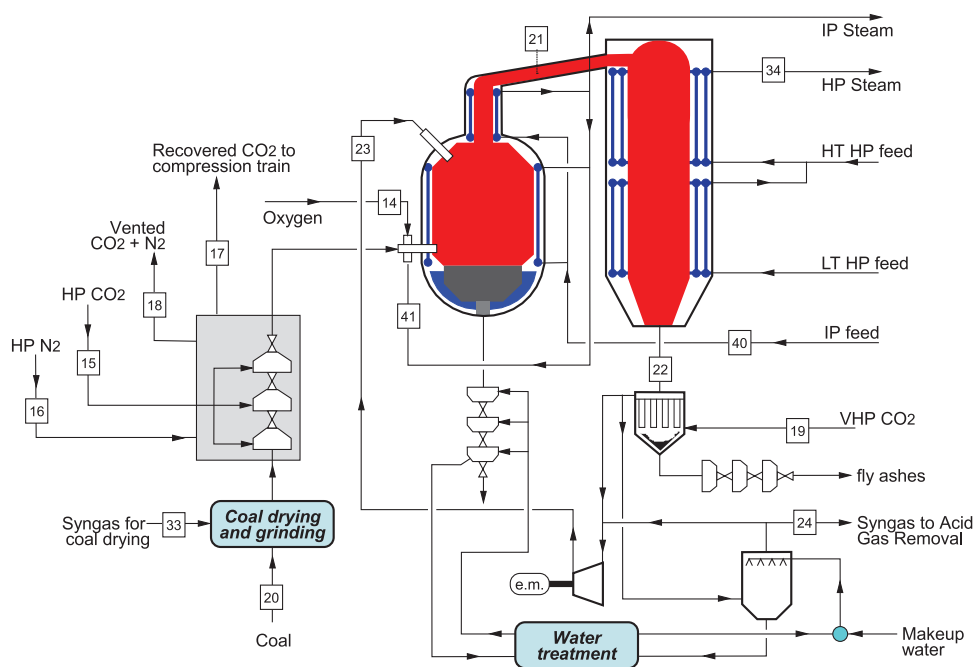 21
IP Steam
34
HP Steam
23
Recovered CO2 to
compression train
HT HP feed
14
Oxygen
Vented
CO2 + N2
17
18
HP CO2
LT HP feed
41
IP feed
40
HP N2
15
22
16
VHP CO2
19
fly ashes
Syngas for
coal drying
33
Coal drying
and grinding
24
Syngas to Acid
Gas Removal
e.m.
20
Coal
Water
treatment
Makeup
water